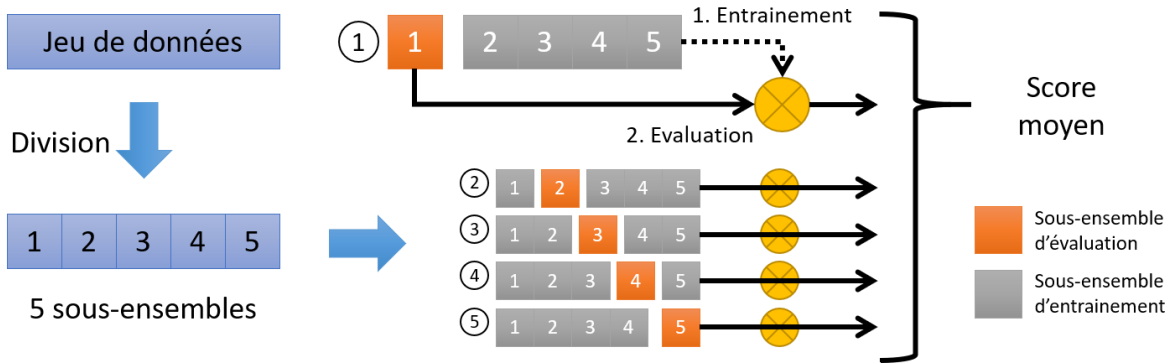 Jeu de données
Division
1 2 3 4 5
5 sous-ensembles
1 1 2 3 4 5
1. Entrainement
2. Evaluation
2 1 2 3 4 5
3 1 2 3 4 5
4 1 2 3 4 5
5 1 2 3 4 5
Score
moyen
Sous-ensemble
d'évaluation
Sous-ensemble
d'entrainement